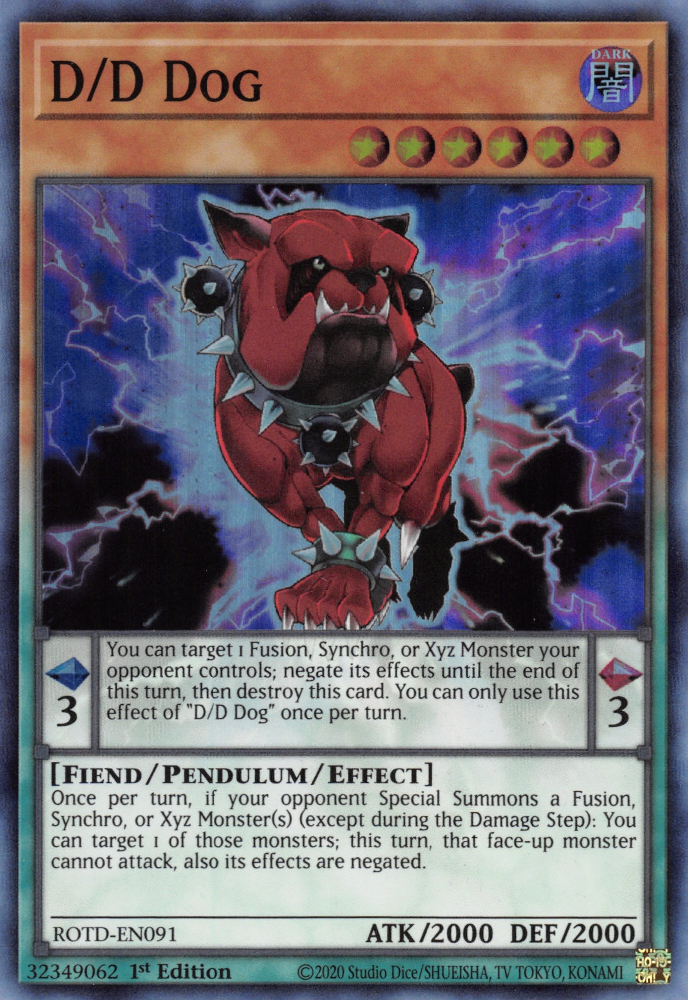 D/D Dog
DARK
闇
You can target 1 Fusion, Synchro, or Xyz Monster your
opponent controls; negate its effects until the end of
this turn, then destroy this card. You can only use this
effect of "D/D Dog" once per turn.
3
3
[Fiend/Pendulum/Effect]
Once per turn, if your opponent Special Summons a Fusion,
Synchro, or Xyz Monster(s) (except during the Damage Step): You
can target 1 of those monsters; this turn, that face-up monster
cannot attack, also its effects are negated.
ROTD-EN091
ATK/2000 DEF/2000
32349062 1st Edition
©2020 Studio Dice/SHUEISHA, TV TOKYO, KONAMI